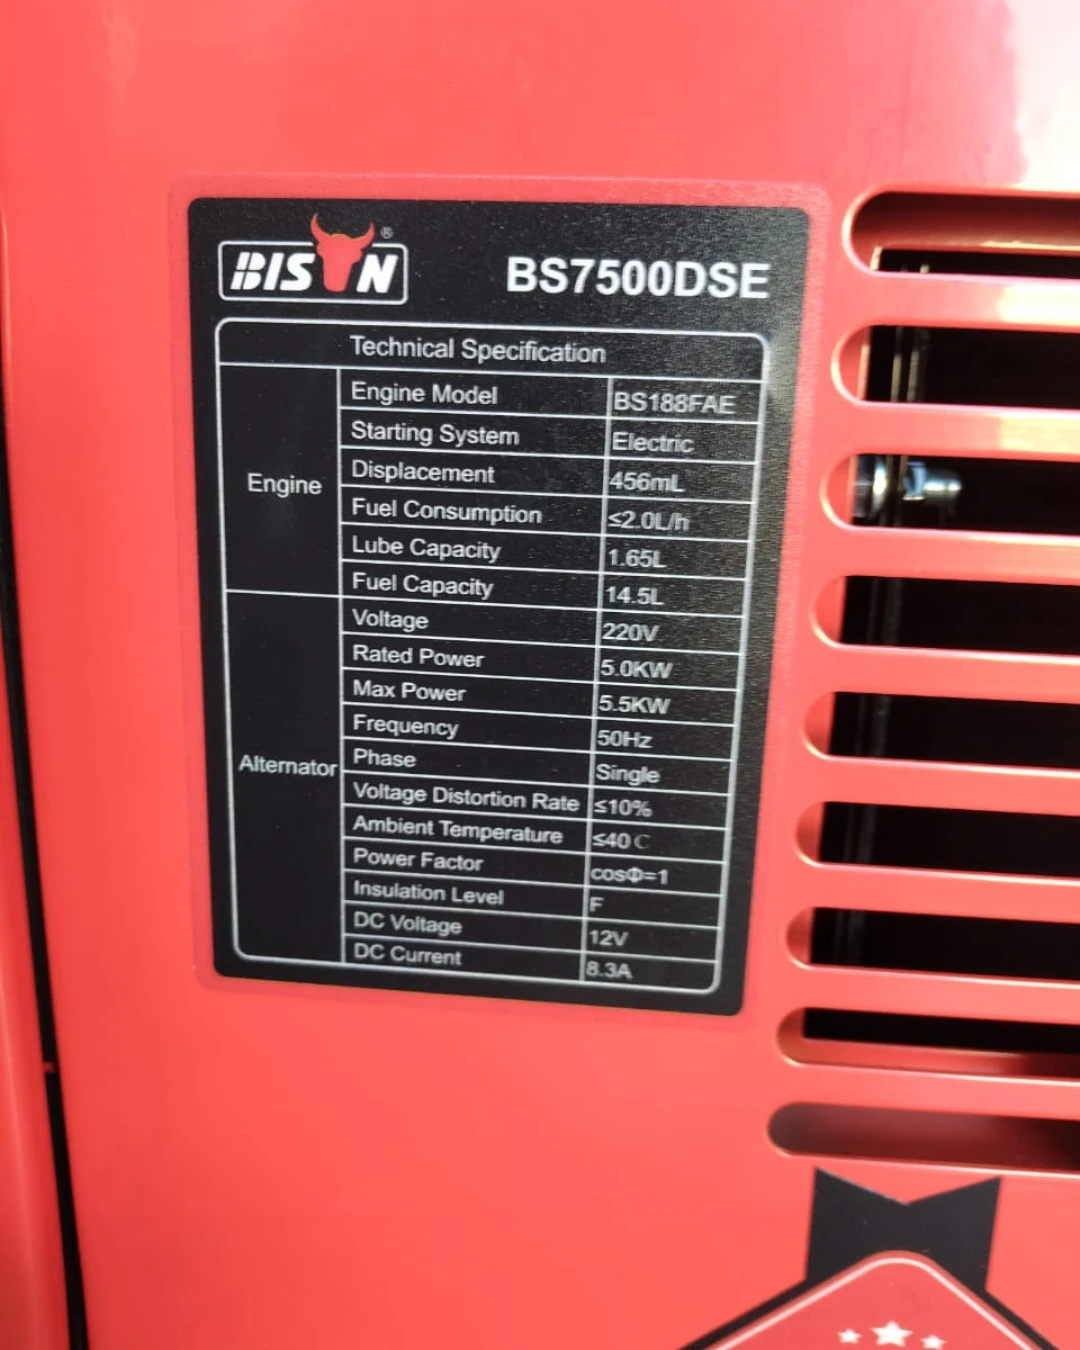 BISON ®
BS7500DSE
Technical Specification
Engine
Engine Model BS188FAE
Starting System Electric
Displacement 456mL
Fuel Consumption ≤2.0L/h
Lube Capacity 1.65L
Fuel Capacity 14.5L
Alternator
Voltage 220V
Rated Power 5.0KW
Max Power 5.5KW
Frequency 50Hz
Phase Single
Voltage Distortion Rate ≤10%
Ambient Temperature ≤40℃
Power Factor cosΦ=1
Insulation Level F
DC Voltage 12V
DC Current 8.3A